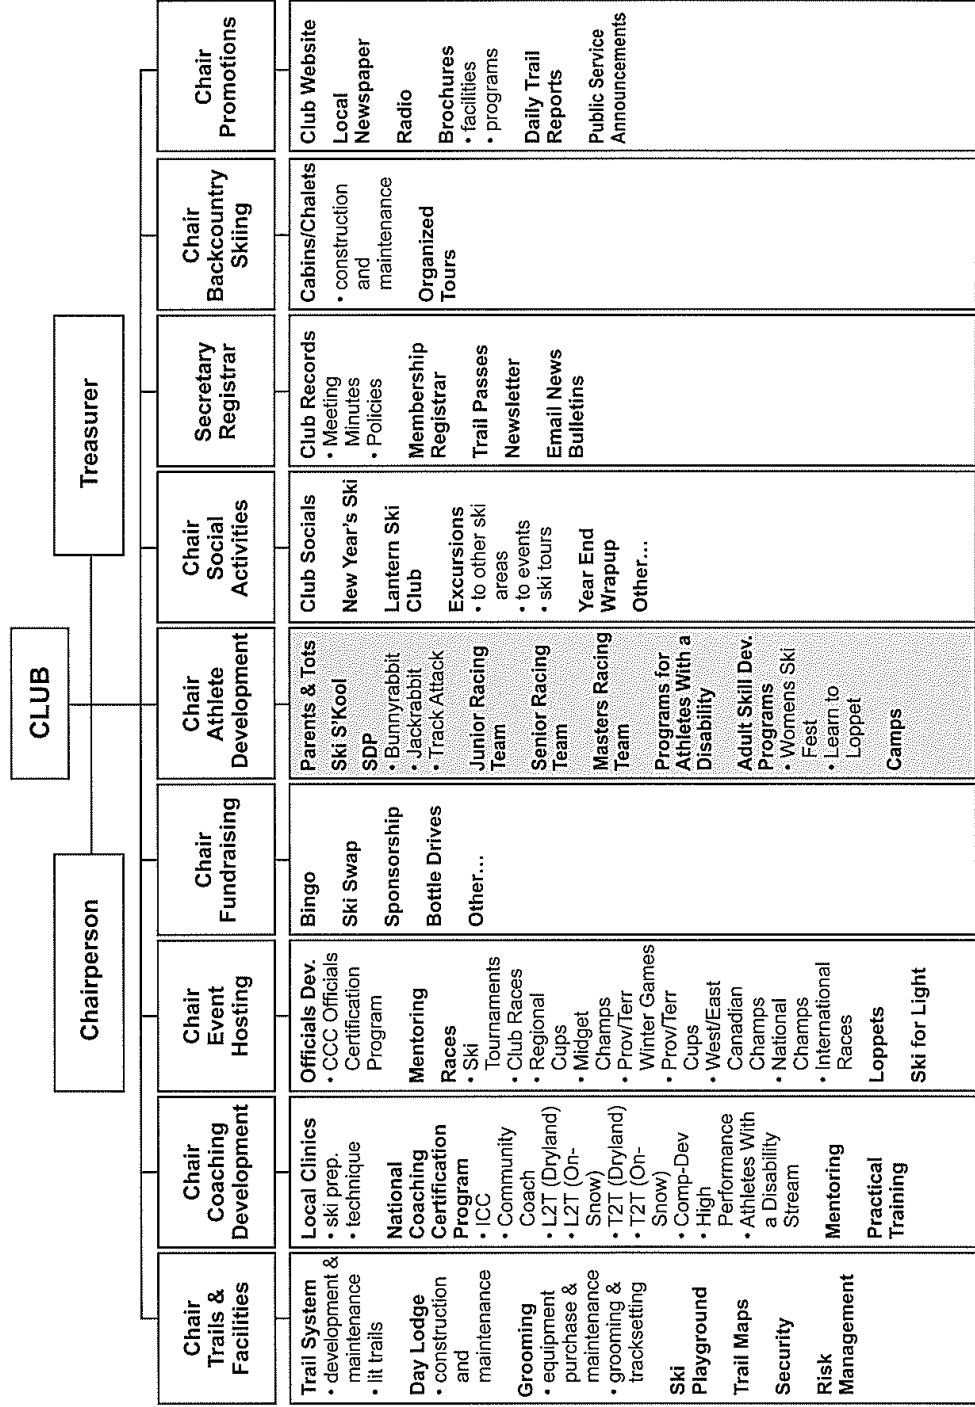 CLUB
Chairperson
Treasurer
Chair
Trails &
Facilities
Trail System
• development &
maintenance
• lit trails
Day Lodge
• construction
and
maintenance
Grooming
• equipment
purchase &
maintenance
• grooming &
tracksetting
Ski
Playground
Trail Maps
Security
Risk
Management
Chair
Coaching
Development
Local Clinics
• ski prep.
• technique
National
Coaching
Certification
Program
• ICC
• Community
Coach
• L2T (Dryland)
• L2T (On-
Snow)
• T2T (Dryland)
• T2T (On-
Snow)
• Comp-Dev
• High
Performance
• Athletes With
a Disability
Stream
Mentoring
Practical
Training
Chair
Event
Hosting
Officials Dev.
• CCC Officials
Certification
Program
Mentoring
Races
• Ski
Tournaments
• Club Races
• Regional
Cups
• Midget
Champs
• Prov/Terr
Winter Games
• Prov/Terr
Cups
• West/East
Canadian
Champs
• National
Champs
• International
Races
Loppets
Ski for Light
Chair
Fundraising
Bingo
Ski Swap
Sponsorship
Bottle Drives
Other...
Chair
Athlete
Development
Parents & Tots
Ski S'Kool
SDP
• Bunnyrabbit
• Jackrabbit
• Track Attack
Junior Racing
Team
Senior Racing
Team
Masters Racing
Team
Programs for
Athletes With a
Disability
Adult Skill Dev.
Programs
• Womens Ski
Fest
• Learn to
Loppet
Camps
Chair
Social
Activities
Club Socials
New Year's Ski
Lantern Ski
Club
Excursions
• to other ski
areas
• to events
• ski tours
Year End
Wrapup
Other...
Secretary
Registrar
Club Records
• Meeting
Minutes
• Policies
Membership
Registrar
Trail Passes
Newsletter
Email News
Bulletins
Chair
Backcountry
Skiing
Cabins/Chalets
• construction
and
maintenance
Organized
Tours
Chair
Promotions
Club Website
Local
Newspaper
Radio
Brochures
• facilities
• programs
Daily Trail
Reports
Public Service
Announcements